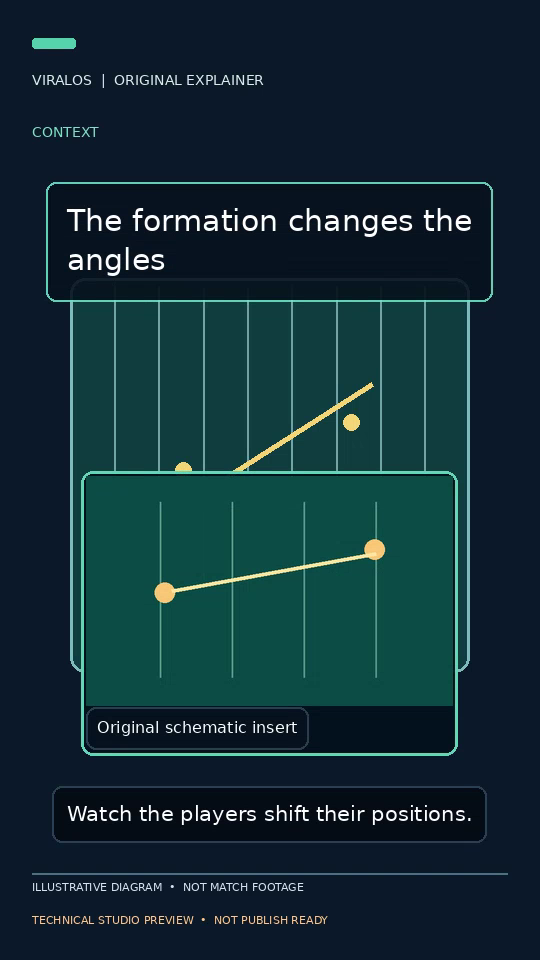 VIRALOS | ORIGINAL EXPLAINER
CONTEXT
The formation changes the
angles
Original schematic insert
Watch the players shift their positions.
ILLUSTRATIVE DIAGRAM • NOT MATCH FOOTAGE
TECHNICAL STUDIO PREVIEW • NOT PUBLISH READY